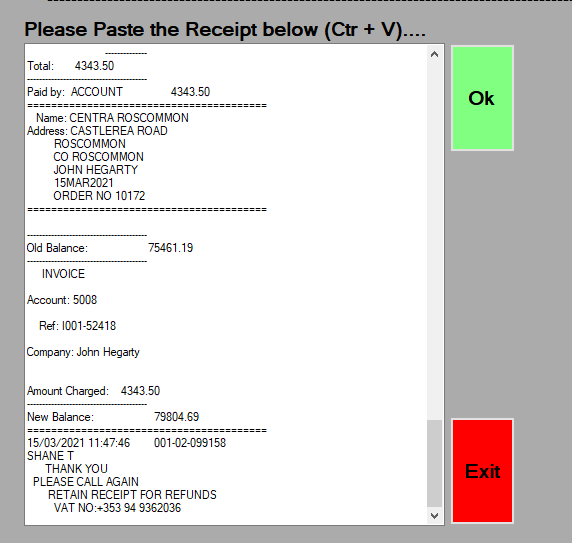 Please Paste the Receipt below (Ctr + V)....
--------------
Total: 4343.50
----------------------------------------
Paid by: ACCOUNT 4343.50
========================================
Name: CENTRA ROSCOMMON
Address: CASTLEREA ROAD
ROSCOMMON
CO ROSCOMMON
JOHN HEGARTY
15MAR2021
ORDER NO 10172
========================================
----------------------------------------
Old Balance: 75461.19
----------------------------------------
INVOICE
Account: 5008
Ref: I001-52418
Company: John Hegarty
Amount Charged: 4343.50
----------------------------------------
New Balance: 79804.69
========================================
15/03/2021 11:47:46 001-02-099158
SHANE T
THANK YOU
PLEASE CALL AGAIN
RETAIN RECEIPT FOR REFUNDS
VAT NO:+353 94 9362036
Ok
Exit